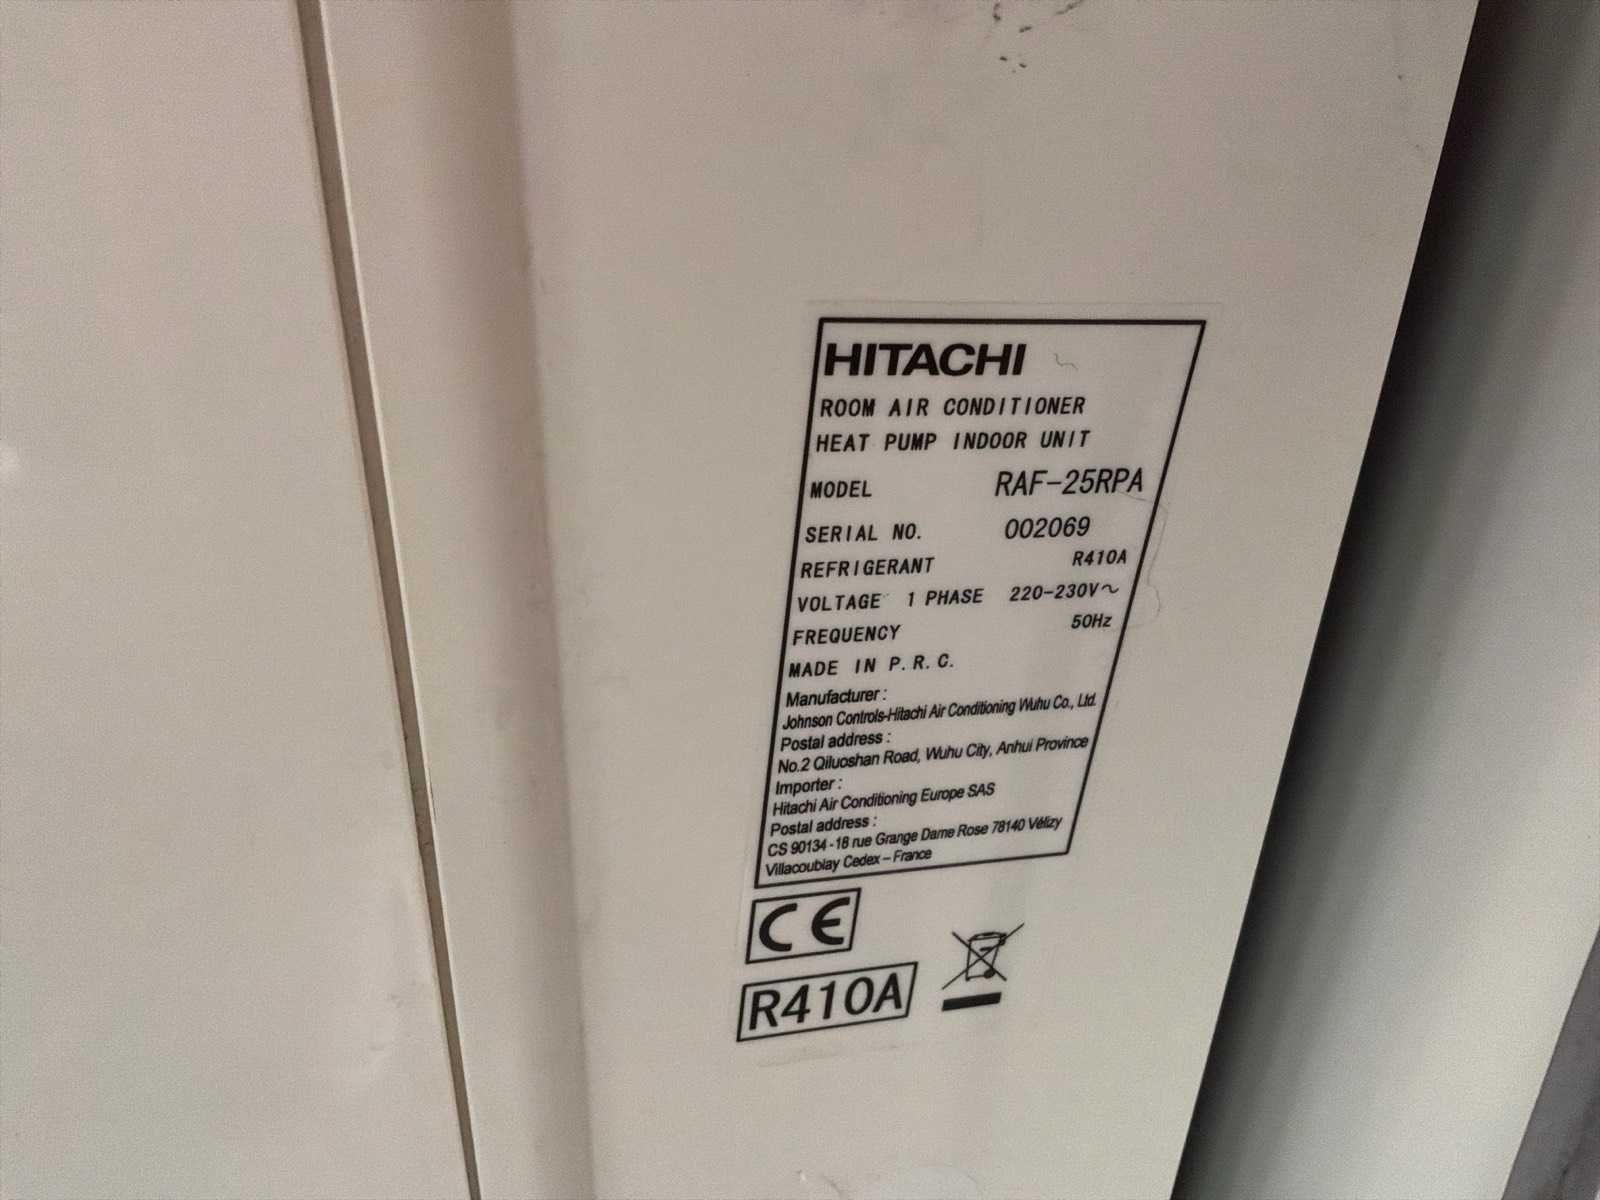 HITACHI
ROOM AIR CONDITIONER
HEAT PUMP INDOOR UNIT
MODEL RAF-25RPA
SERIAL NO. 002069
REFRIGERANT R410A
VOLTAGE 1 PHASE 220-230V~
FREQUENCY 50Hz
MADE IN P.R.C.
Manufacturer :
Johnson Controls-Hitachi Air Conditioning Wuhu Co., Ltd.
Postal address :
No.2 Qiluoshan Road, Wuhu City, Anhui Province
Importer :
Hitachi Air Conditioning Europe SAS
Postal address :
CS 90134 - 18 rue Grange Dame Rose 78140 Vélizy
Villacoublay Cedex – France
CE
R410A